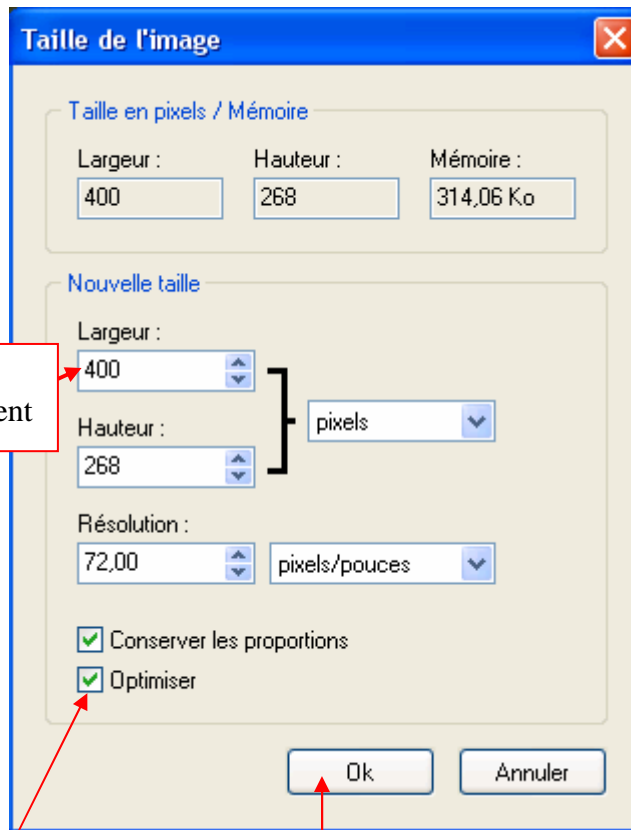 Taille de l'image
Taille en pixels / Mémoire
Largeur : Hauteur : Mémoire :
400 268 314,06 Ko
Nouvelle taille
Largeur :
400
ent
pixels
Hauteur :
268
Résolution :
72,00 pixels/pouces
Conserver les proportions
Optimiser
Ok Annuler